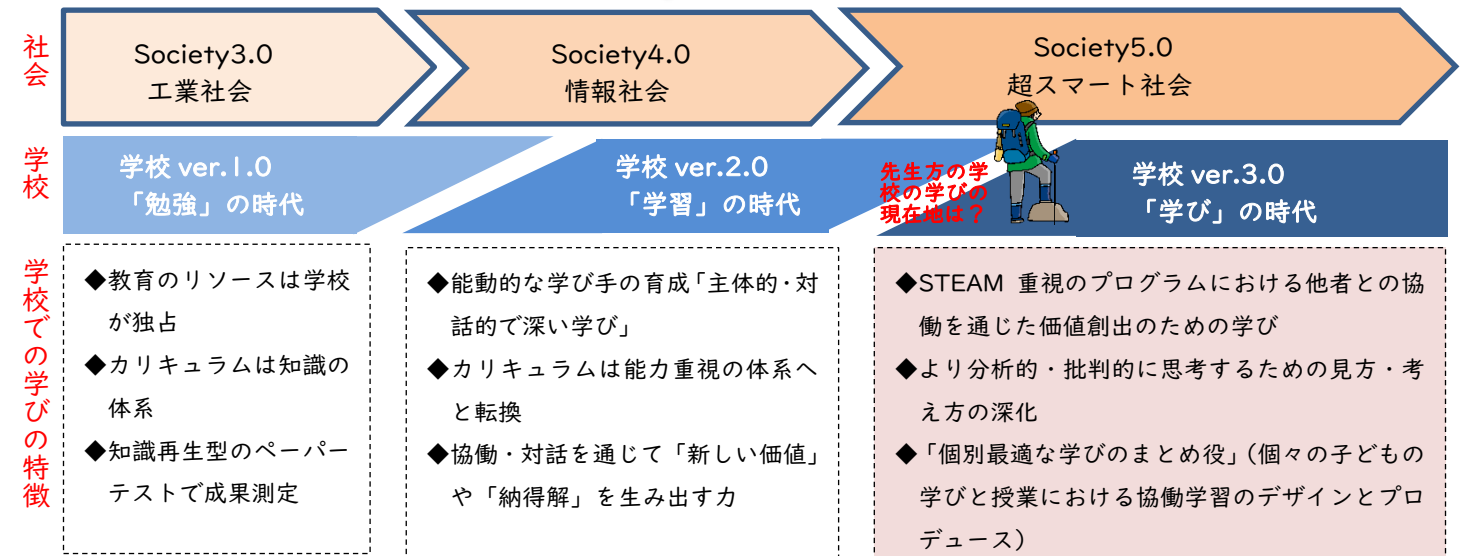 社会
Society3.0
工業社会
Society4.0
情報社会
Society5.0
超スマート社会
学校
学校 ver.1.0
「勉強」の時代
学校 ver.2.0
「学習」の時代
先生方の学
校の学びの
現在地は？
学校 ver.3.0
「学び」の時代
学校での学びの特徴
◆教育のリソースは学校
が独占
◆カリキュラムは知識の
体系
◆知識再生型のペーパー
テストで成果測定
◆能動的な学び手の育成「主体的・対
話的で深い学び」
◆カリキュラムは能力重視の体系へ
と転換
◆協働・対話を通じて「新しい価値」
や「納得解」を生み出す力
◆STEAM 重視のプログラムにおける他者との協
働を通じた価値創出のための学び
◆より分析的・批判的に思考するための見方・考
え方の深化
◆「個別最適な学びのまとめ役」（個々の子どもの
学びと授業における協働学習のデザインとプロ
デュース）